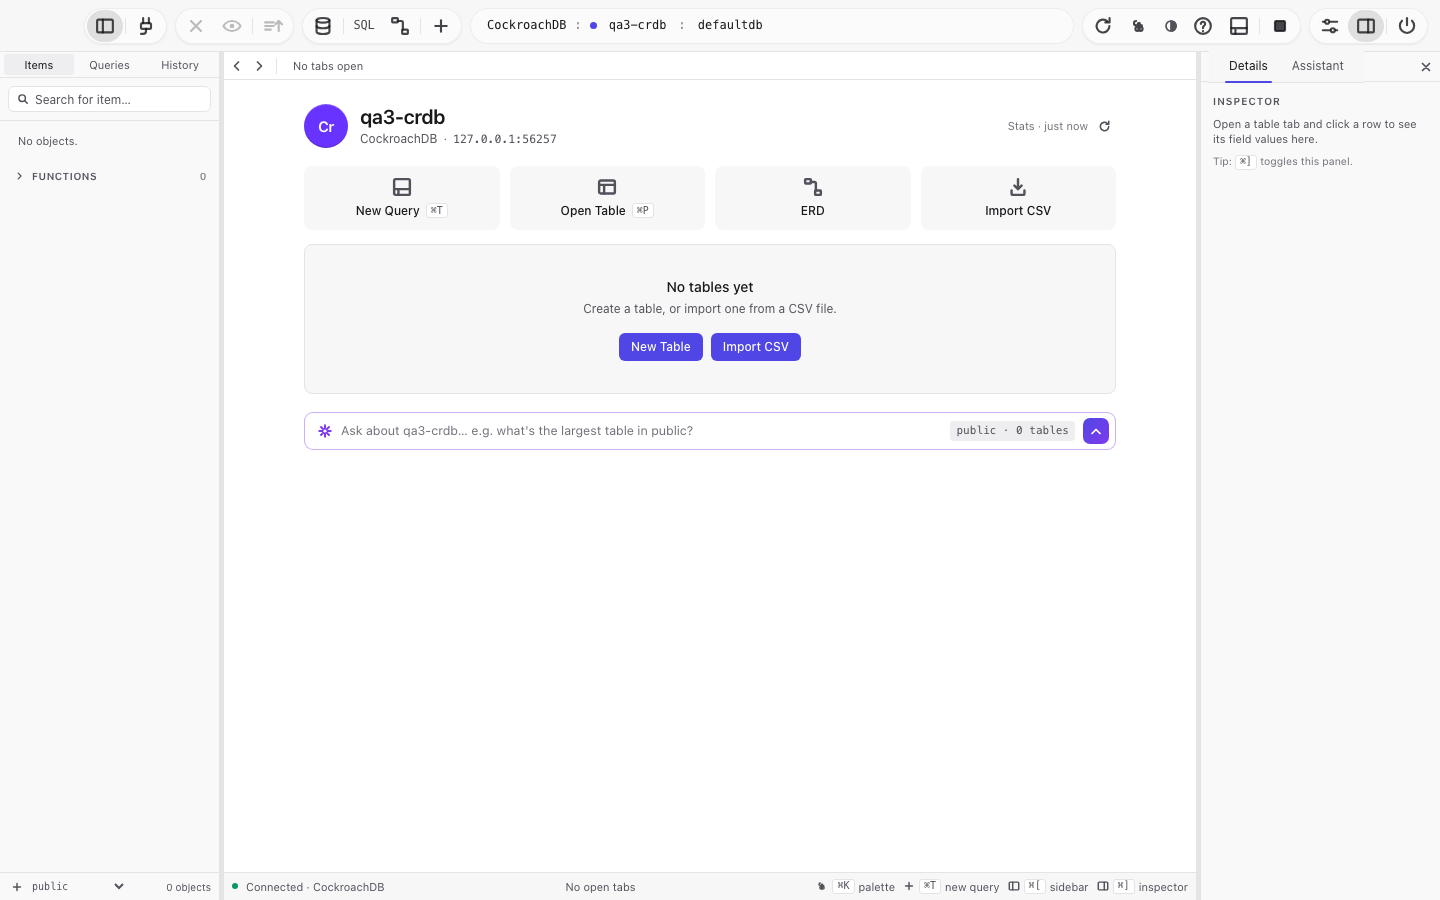 SQL
CockroachDB : qa3-crdb : defaultdb
Items Queries History
Search for item...
No objects.
FUNCTIONS 0
public 0 objects
No tabs open
Cr
qa3-crdb
CockroachDB · 127.0.0.1:56257
Stats · just now
New Query ⌘T
Open Table ⌘P
ERD
Import CSV
No tables yet
Create a table, or import one from a CSV file.
New Table Import CSV
Ask about qa3-crdb... e.g. what's the largest table in public?
public · 0 tables
Connected · CockroachDB
No open tabs
⌘K palette ⌘T new query ⌘[ sidebar ⌘] inspector
Details Assistant
INSPECTOR
Open a table tab and click a row to see
its field values here.
Tip: ⌘] toggles this panel.